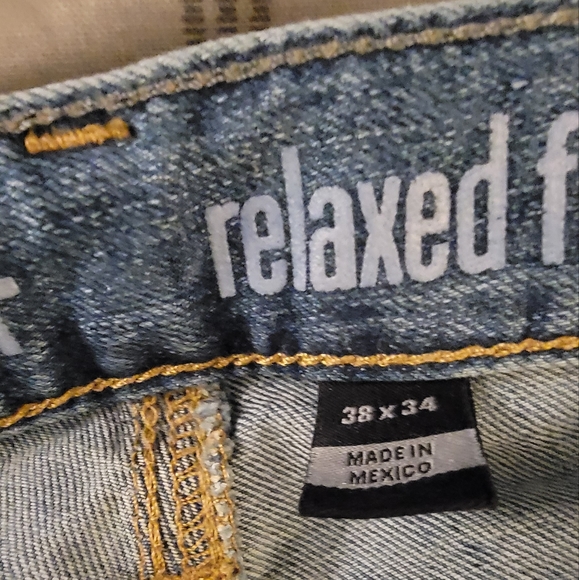 relaxed f
38 x 34
MADE IN
MEXICO